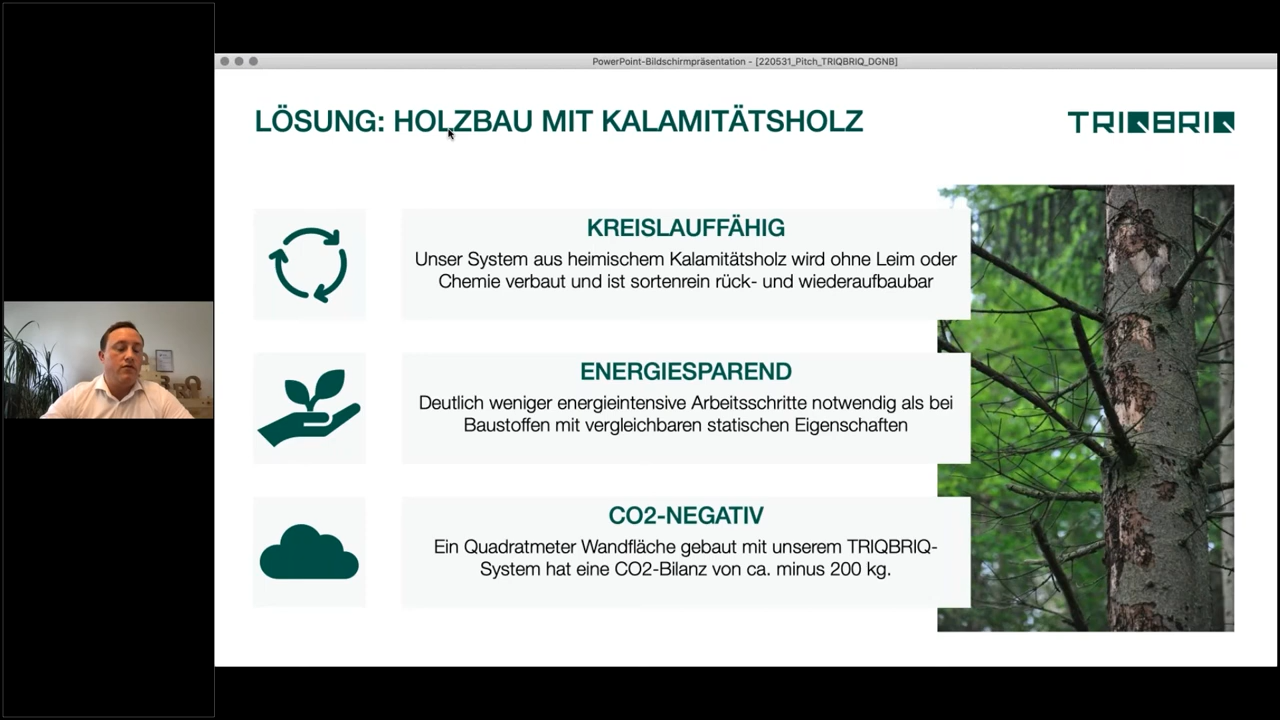 PowerPoint-Bildschirmpräsentation - [220531_Pitch_TRIQBRIQ_DGNB]
LÖSUNG: HOLZBAU MIT KALAMITÄTSHOLZ
TRIQBRIQ
KREISLAUFFÄHIG
Unser System aus heimischem Kalamitätsholz wird ohne Leim oder
Chemie verbaut und ist sortenrein rück- und wiederaufbaubar
ENERGIESPAREND
Deutlich weniger energieintensive Arbeitsschritte notwendig als bei
Baustoffen mit vergleichbaren statischen Eigenschaften
CO2-NEGATIV
Ein Quadratmeter Wandfläche gebaut mit unserem TRIQBRIQ-
System hat eine CO2-Bilanz von ca. minus 200 kg.